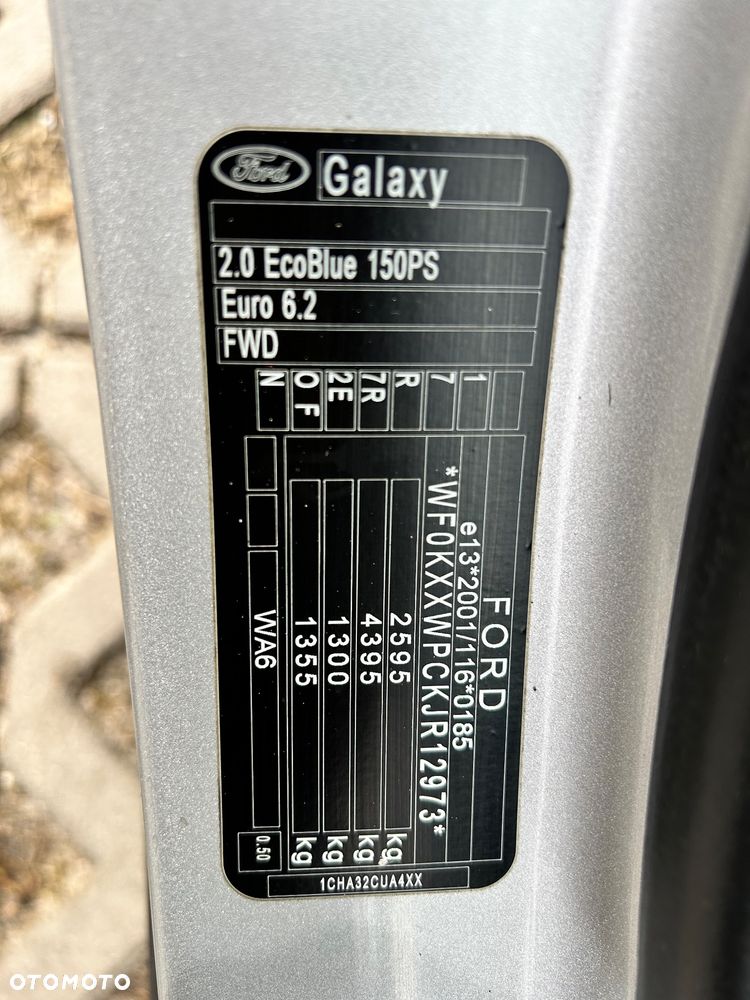 Ford Galaxy
2.0 EcoBlue 150PS
Euro 6.2
FWD
FORD
1 e13*2001/116*0185
7 *WF0KXXWPCKJR12973*
R 2595 kg
7R 4395 kg
2E 1300 kg
O F 1355 kg
N WA6 0.50
1CHA32CUA4XX
OTOMOTO